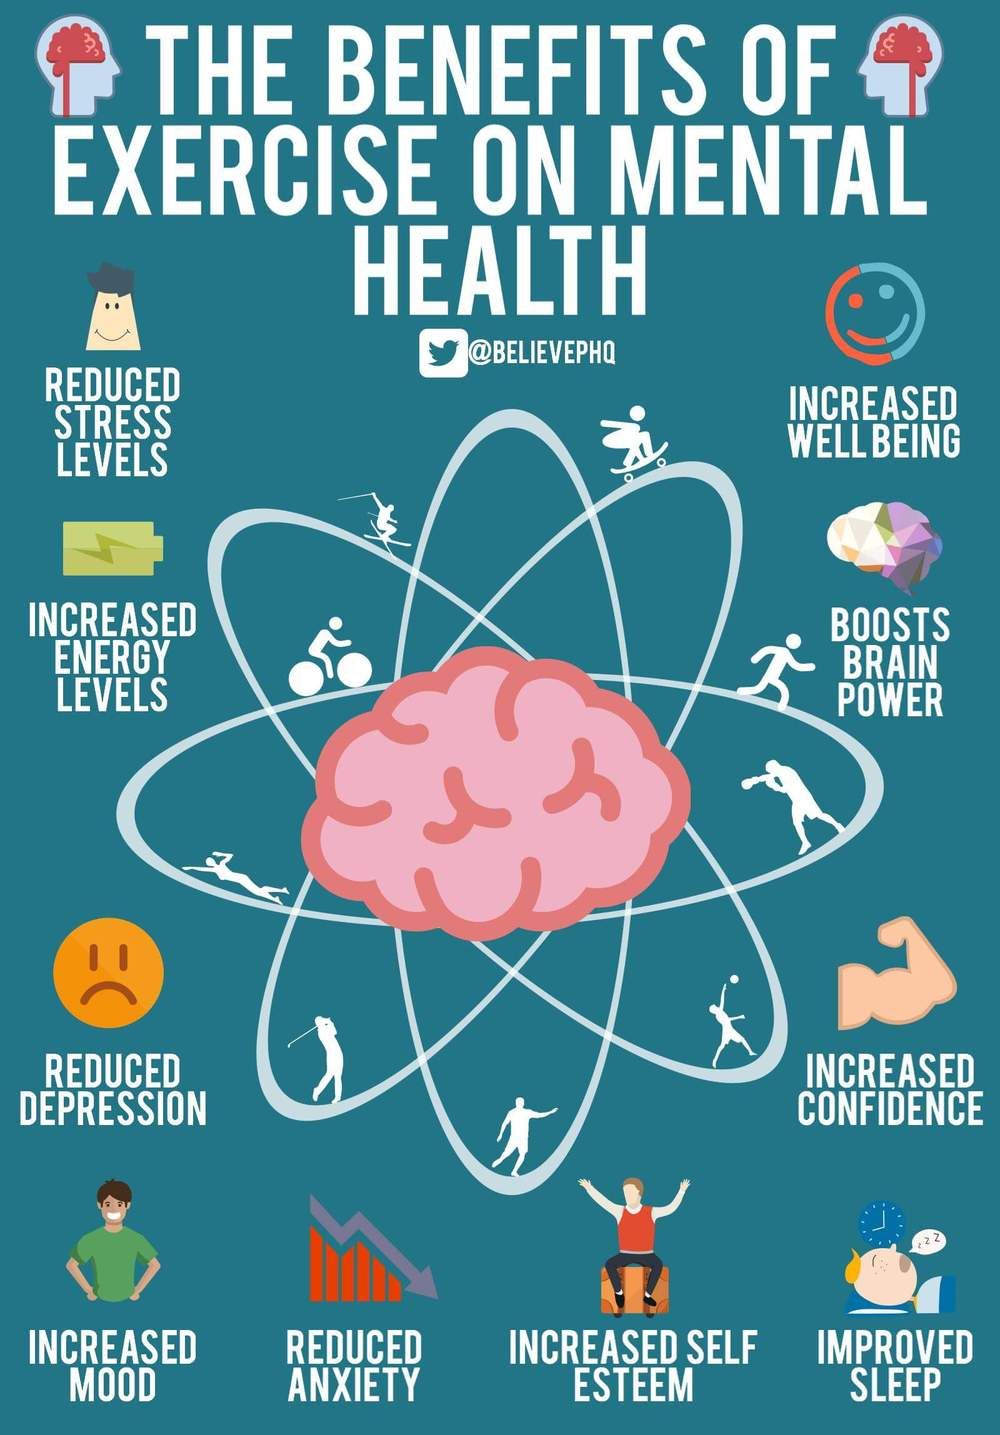 THE BENEFITS OF
EXERCISE ON MENTAL
HEALTH
@BELIEVEPHQ
REDUCED
STRESS
LEVELS
INCREASED
WELL BEING
INCREASED
ENERGY
LEVELS
BOOSTS
BRAIN
POWER
REDUCED
DEPRESSION
INCREASED
CONFIDENCE
INCREASED
MOOD
REDUCED
ANXIETY
INCREASED SELF
ESTEEM
z z z
IMPROVED
SLEEP